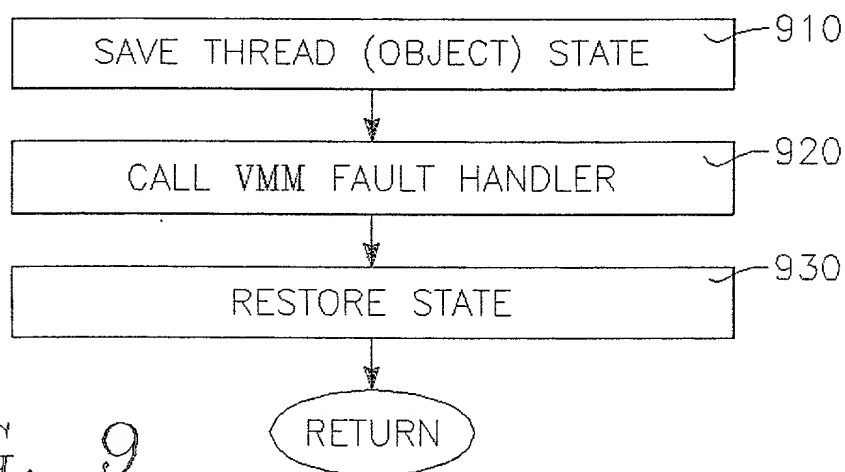 SAVE THREAD (OBJECT) STATE 910
CALL VMM FAULT HANDLER 920
RESTORE STATE 930
RETURN
9